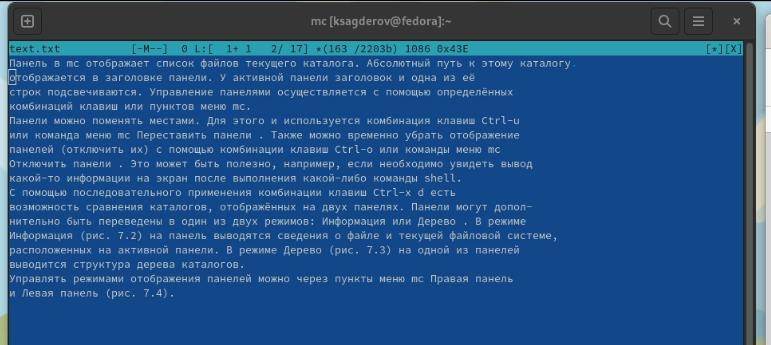 mc [ksagderov@fedora]:~
text.txt [-M--] 0 L:[ 1+ 1 2/ 17] *(163 /2203b) 1086 0x43E [*][X]
Панель в mc отображает список файлов текущего каталога. Абсолютный путь к этому каталогу.
отображается в заголовке панели. У активной панели заголовок и одна из её
строк подсвечиваются. Управление панелями осуществляется с помощью определённых
комбинаций клавиш или пунктов меню mc.
Панели можно поменять местами. Для этого и используется комбинация клавиш Ctrl-u
или команда меню mc Переставить панели . Также можно временно убрать отображение
панелей (отключить их) с помощью комбинации клавиш Ctrl-o или команды меню mc
Отключить панели . Это может быть полезно, например, если необходимо увидеть вывод
какой-то информации на экран после выполнения какой-либо команды shell.
С помощью последовательного применения комбинации клавиш Ctrl-x d есть
возможность сравнения каталогов, отображённых на двух панелях. Панели могут допол-
нительно быть переведены в один из двух режимов: Информация или Дерево . В режиме
Информация (рис. 7.2) на панель выводятся сведения о файле и текущей файловой системе,
расположенных на активной панели. В режиме Дерево (рис. 7.3) на одной из панелей
выводится структура дерева каталогов.
Управлять режимами отображения панелей можно через пункты меню mc Правая панель
и Левая панель (рис. 7.4).